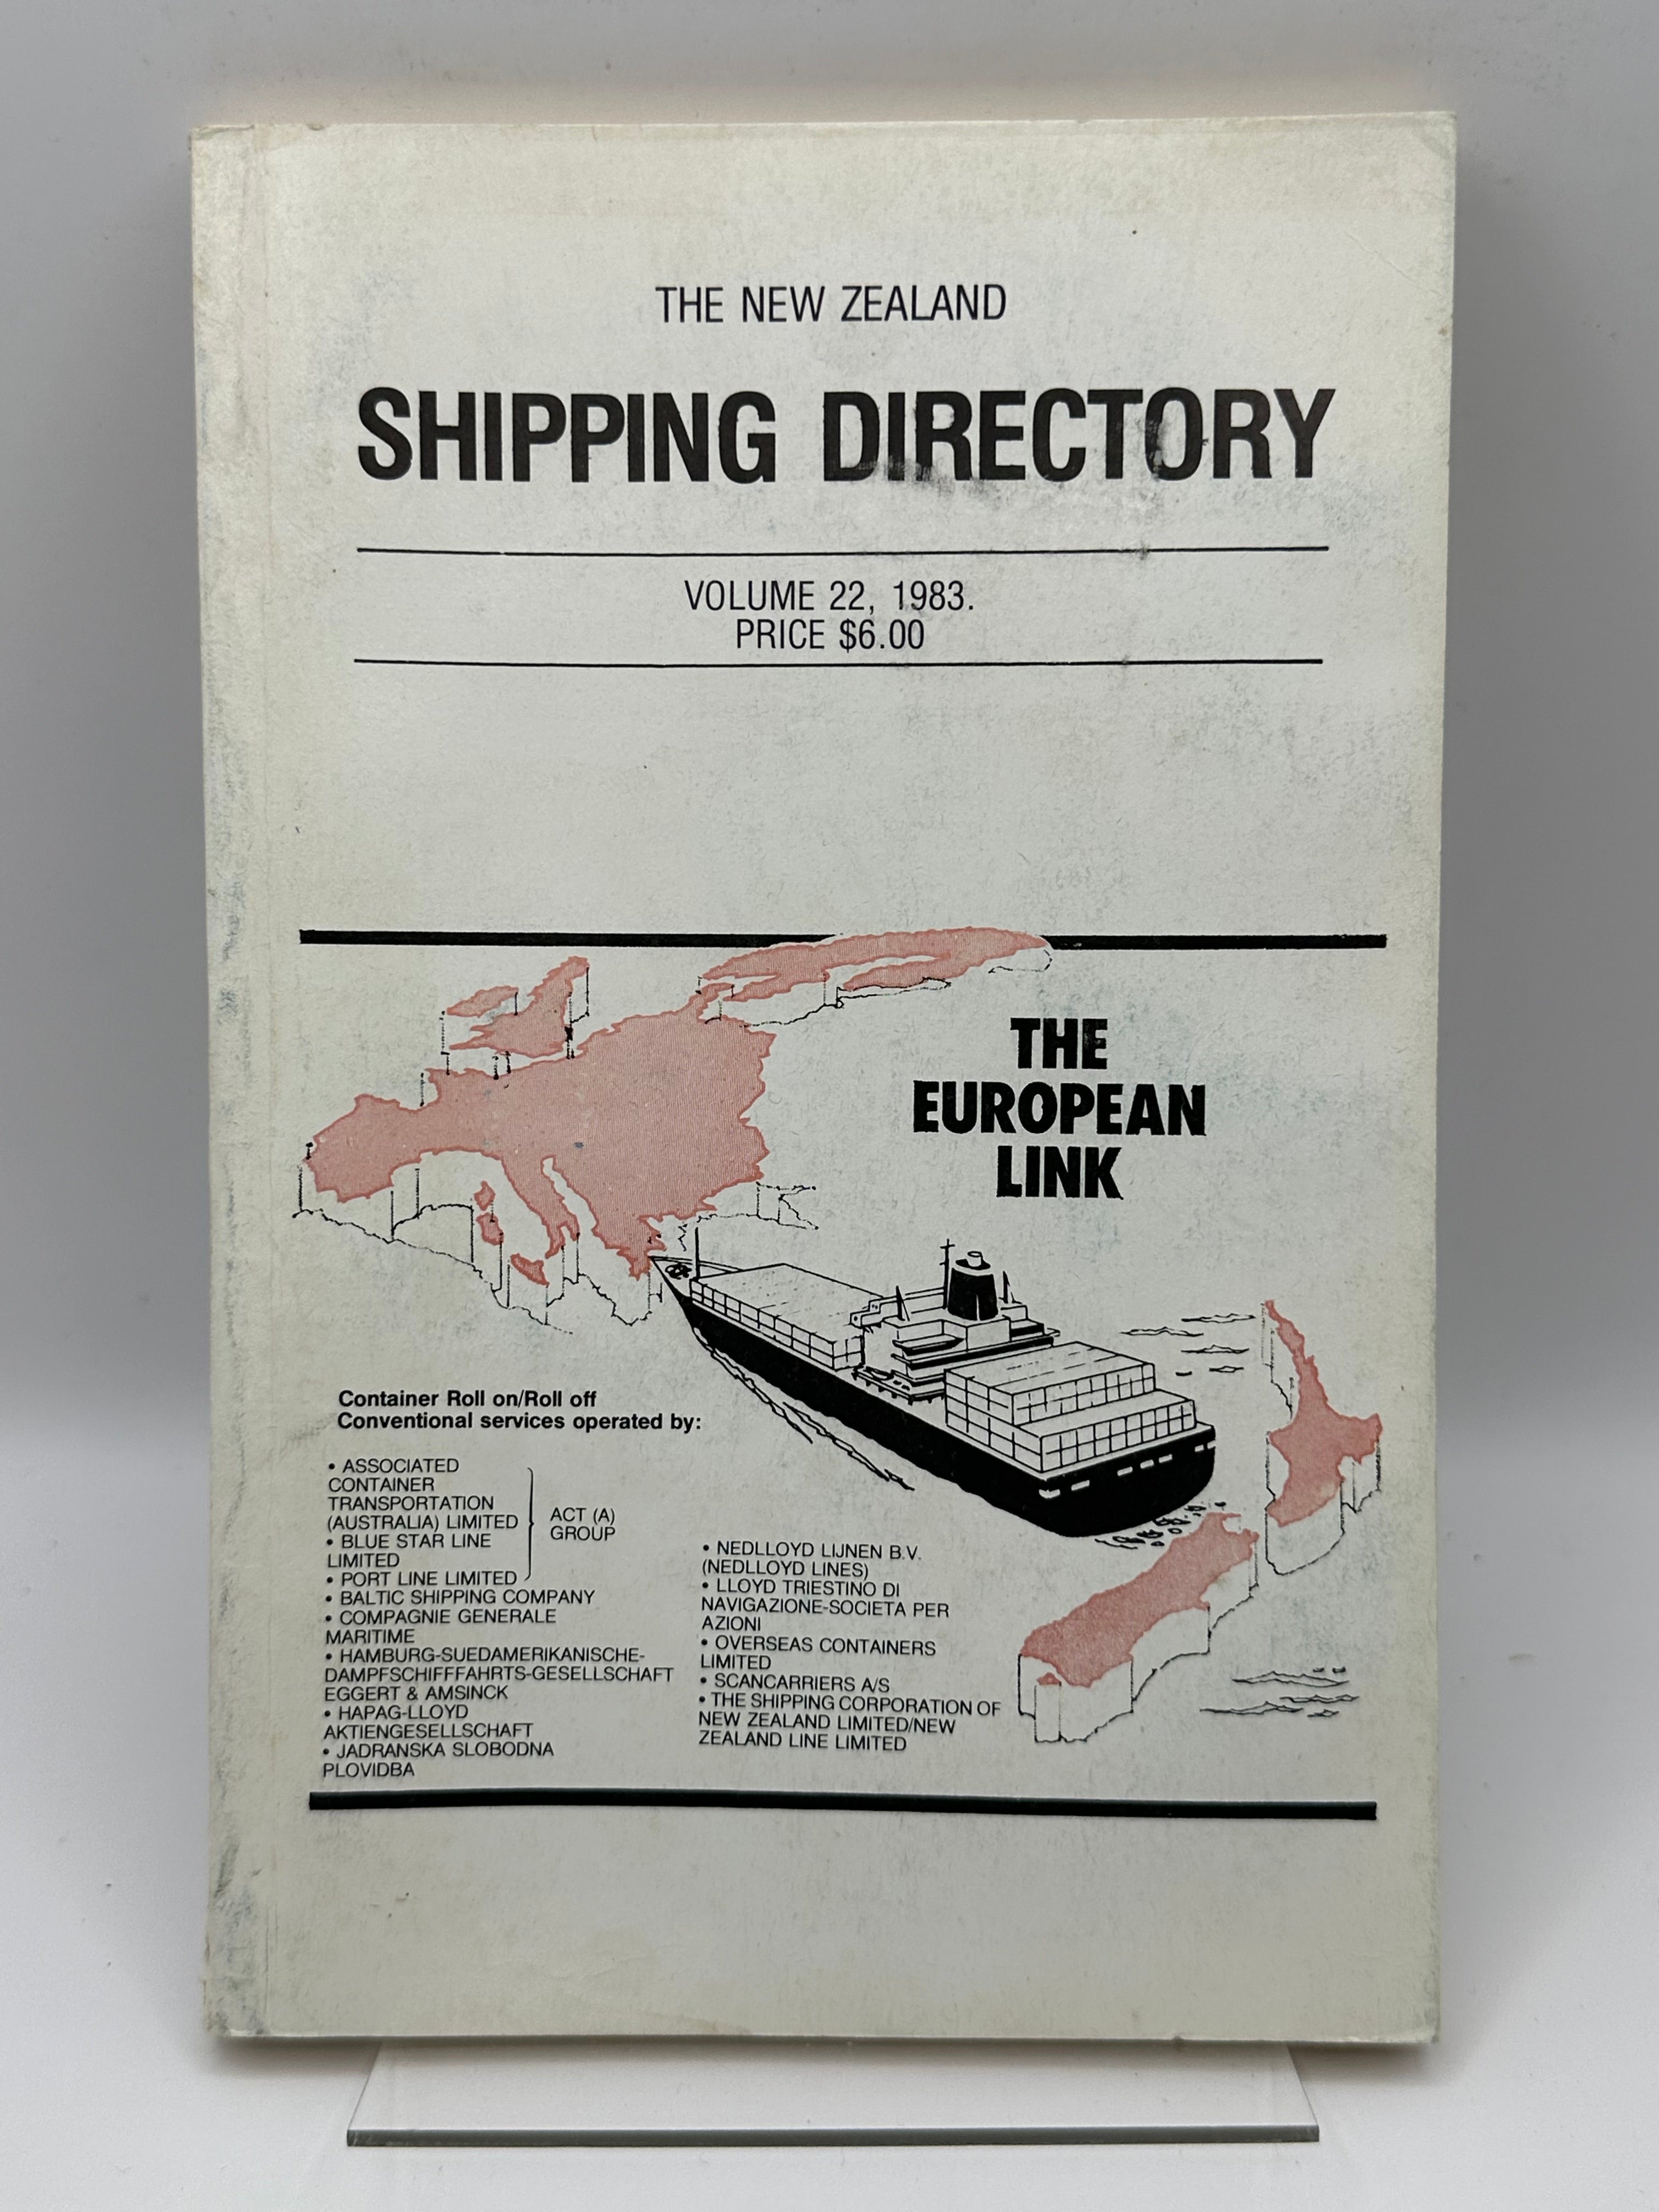 THE NEW ZEALAND
SHIPPING DIRECTORY
VOLUME 22, 1983.
PRICE $6.00
THE
EUROPEAN
LINK
Container Roll on/Roll off
Conventional services operated by:
• ASSOCIATED
CONTAINER
TRANSPORTATION
(AUSTRALIA) LIMITED
• BLUE STAR LINE
LIMITED
• PORT LINE LIMITED
ACT (A)
GROUP
• BALTIC SHIPPING COMPANY
• COMPAGNIE GENERALE
MARITIME
• HAMBURG-SUEDAMERIKANISCHE-
DAMPFSCHIFFFAHRTS-GESELLSCHAFT
EGGERT & AMSINCK
• HAPAG-LLOYD
AKTIENGESELLSCHAFT
• JADRANSKA SLOBODNA
PLOVIDBA
• NEDLLOYD LIJNEN B.V.
(NEDLLOYD LINES)
• LLOYD TRIESTINO DI
NAVIGAZIONE-SOCIETA PER
AZIONI
• OVERSEAS CONTAINERS
LIMITED
• SCANCARRIERS A/S
• THE SHIPPING CORPORATION OF
NEW ZEALAND LIMITED/NEW
ZEALAND LINE LIMITED